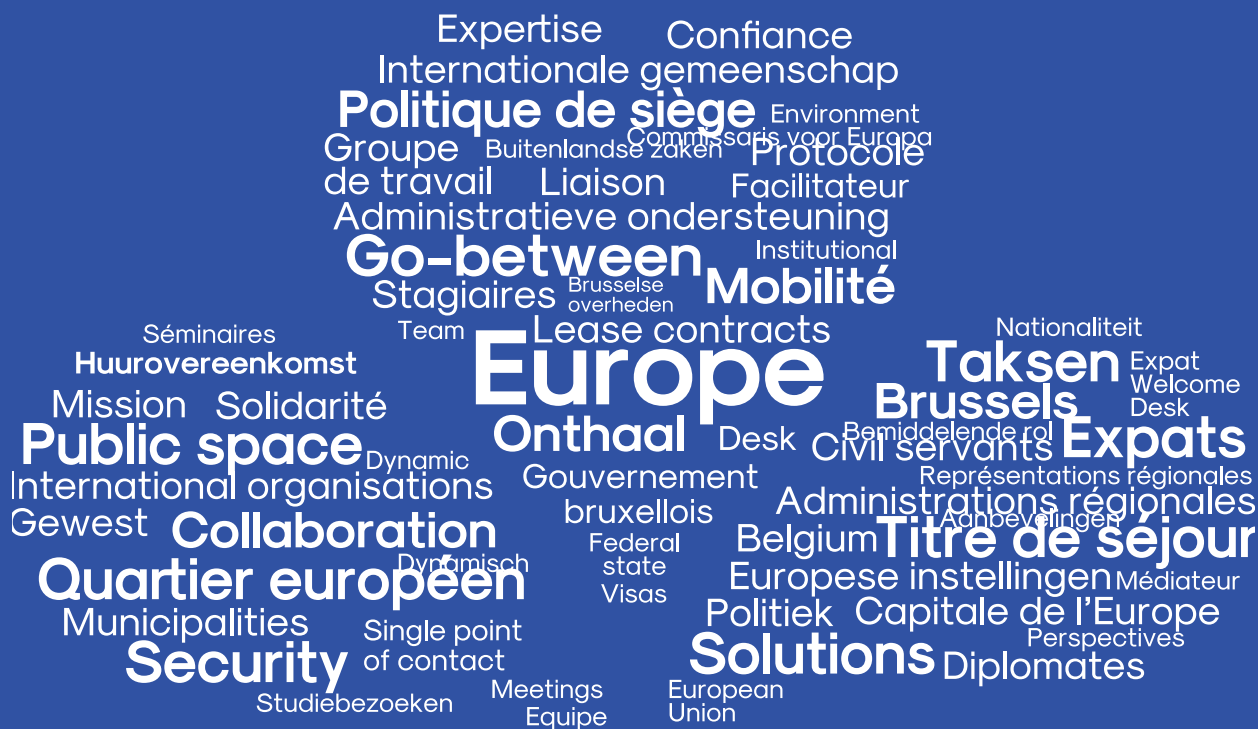 Expertise Confiance
Internationale gemeenschap
Politique de siège Environment
Commissaris voor Europa
Groupe Buitenlandse zaken Protocole
de travail Liaison Facilitateur
Administratieve ondersteuning
Go-between Institutional
Stagiaires Brusselse Mobilité
overheden
Séminaires Team Lease contracts Nationaliteit
Huurovereenkomst Europe Taksen Expat
Welcome
Mission Solidarité Brussels Desk
Public space Onthaal Desk Bemiddelende rol Expats
Civil servants
Dynamic
Gouvernement Représentations régionales
International organisations
bruxellois Administrations régionales
Gewest Collaboration Aanbevelingen
Federal Belgium Titre de séjour
Dynamisch state
Quartier européen Visas Europese instellingen Médiateur
Municipalities Politiek Capitale de l’Europe
Single point Perspectives
Security of contact Solutions Diplomates
Studiebezoeken Meetings European
Equipe Union